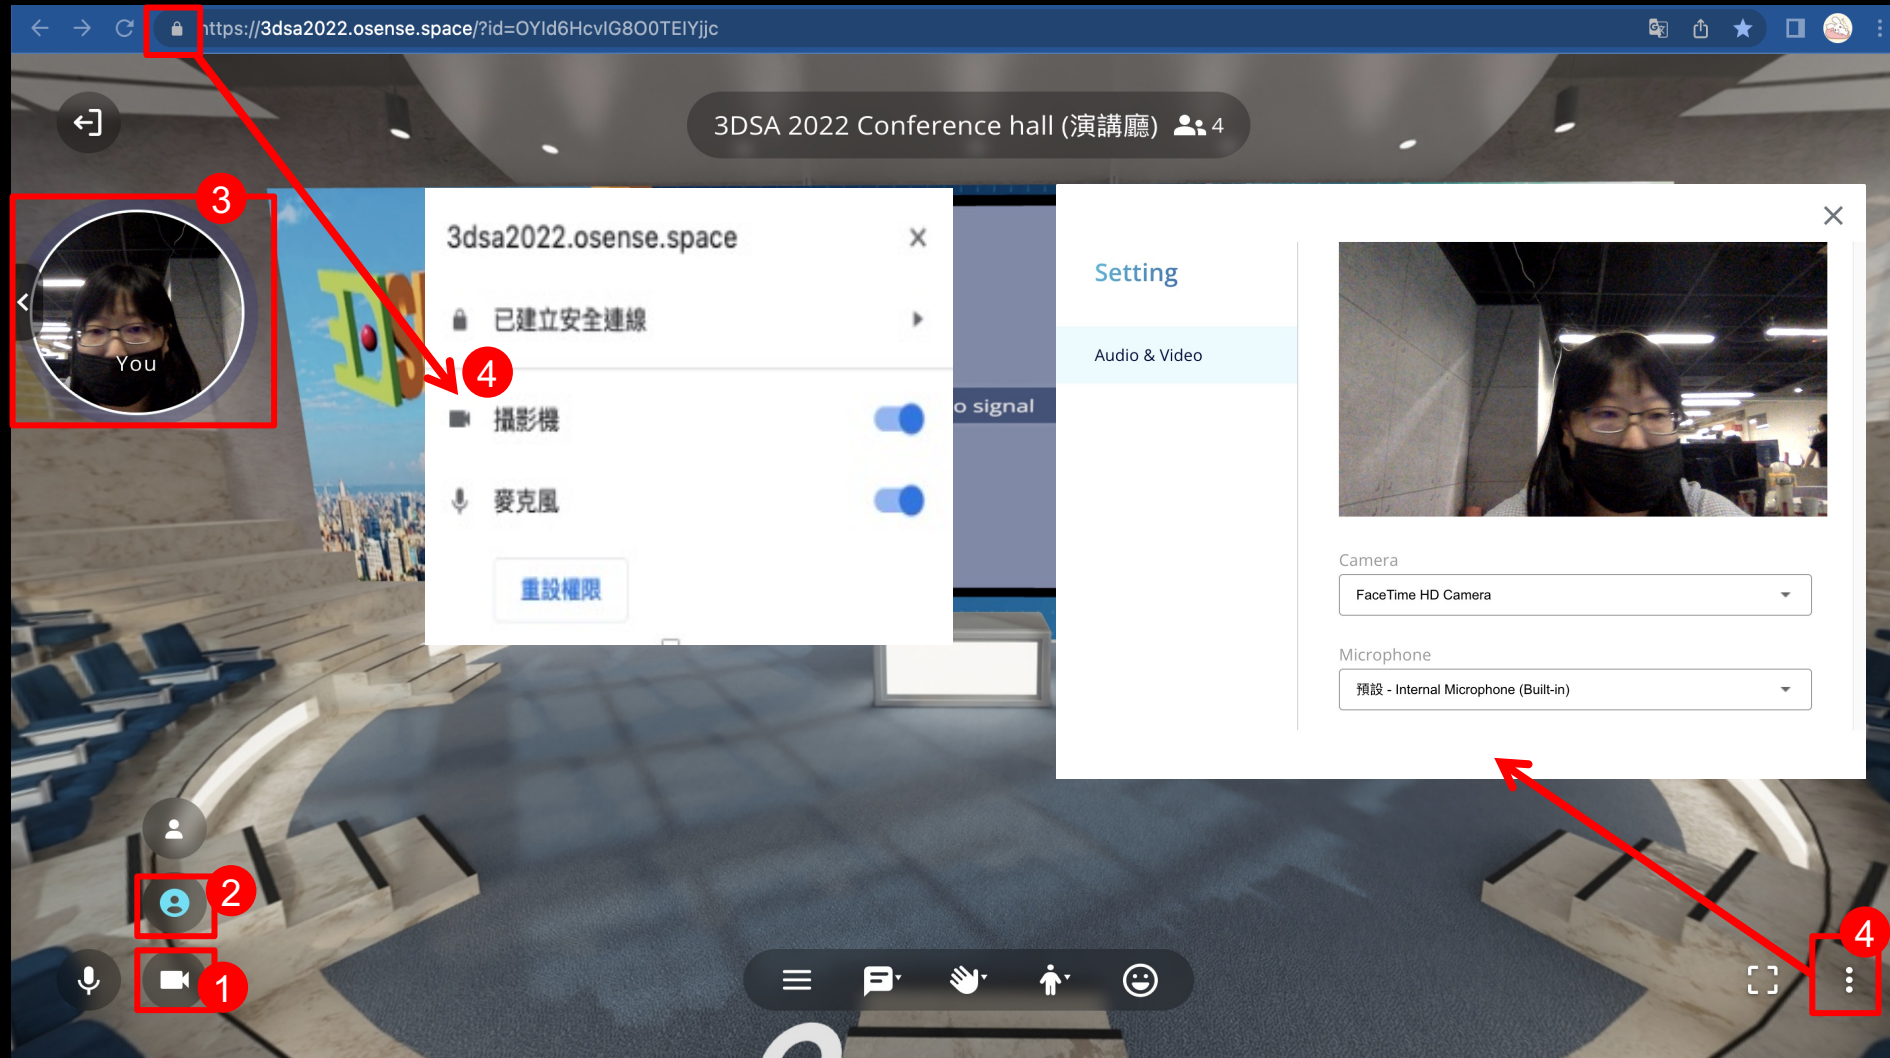 https://3dsa2022.osense.space/?id=OYId6HcvIG8O0TEIYjjc
3DSA 2022 Conference hall (演講廳) 4
3
You
3dsa2022.osense.space
已建立安全連線
4
攝影機
麥克風
重設權限
o signal
Setting
Audio & Video
Camera
FaceTime HD Camera
Microphone
預設 - Internal Microphone (Built-in)
2
1
4